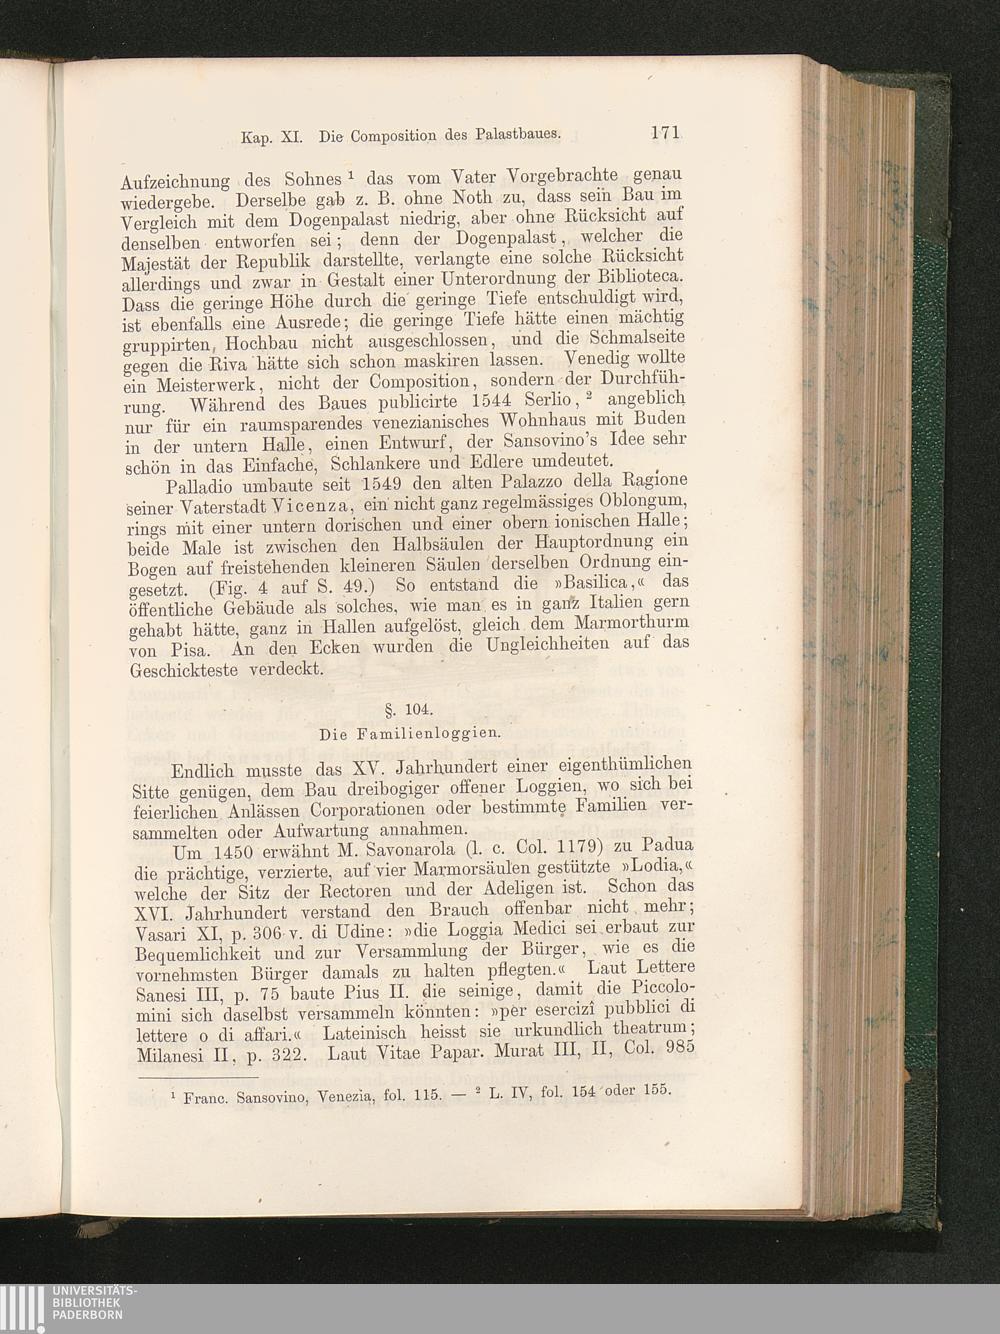 Kap. XI. Die Composition des Palastbaues. 171
Aufzeichnung des Sohnes ¹ das vom Vater Vorgebrachte genau
wiedergebe. Derselbe gab z. B. ohne Noth zu, dass sein Bau im
Vergleich mit dem Dogenpalast niedrig, aber ohne Rücksicht auf
denselben entworfen sei; denn der Dogenpalast, welcher die
Majestät der Republik darstellte, verlangte eine solche Rücksicht
allerdings und zwar in Gestalt einer Unterordnung der Biblioteca.
Dass die geringe Höhe durch die geringe Tiefe entschuldigt wird,
ist ebenfalls eine Ausrede; die geringe Tiefe hätte einen mächtig
gruppirten, Hochbau nicht ausgeschlossen, und die Schmalseite
gegen die Riva hätte sich schon maskiren lassen. Venedig wollte
ein Meisterwerk, nicht der Composition, sondern der Durchfüh-
rung. Während des Baues publicirte 1544 Serlio, ² angeblich
nur für ein raumsparendes venezianisches Wohnhaus mit Buden
in der untern Halle, einen Entwurf, der Sansovino's Idee sehr
schön in das Einfache, Schlankere und Edlere umdeutet.
Palladio umbaute seit 1549 den alten Palazzo della Ragione
seiner Vaterstadt Vicenza, ein nicht ganz regelmässiges Oblongum,
rings mit einer untern dorischen und einer obern ionischen Halle;
beide Male ist zwischen den Halbsäulen der Hauptordnung ein
Bogen auf freistehenden kleineren Säulen derselben Ordnung ein-
gesetzt. (Fig. 4 auf S. 49.) So entstand die »Basilica,« das
öffentliche Gebäude als solches, wie man es in ganz Italien gern
gehabt hätte, ganz in Hallen aufgelöst, gleich dem Marmorthurm
von Pisa. An den Ecken wurden die Ungleichheiten auf das
Geschickteste verdeckt.
§. 104.
Die Familienloggien.
Endlich musste das XV. Jahrhundert einer eigenthümlichen
Sitte genügen, dem Bau dreibogiger offener Loggien, wo sich bei
feierlichen Anlässen Corporationen oder bestimmte Familien ver-
sammelten oder Aufwartung annahmen.
Um 1450 erwähnt M. Savonarola (l. c. Col. 1179) zu Padua
die prächtige, verzierte, auf vier Marmorsäulen gestützte »Lodia,«
welche der Sitz der Rectoren und der Adeligen ist. Schon das
XVI. Jahrhundert verstand den Brauch offenbar nicht mehr;
Vasari XI, p. 306 v. di Udine: »die Loggia Medici sei erbaut zur
Bequemlichkeit und zur Versammlung der Bürger, wie es die
vornehmsten Bürger damals zu halten pflegten.« Laut Lettere
Sanesi III, p. 75 baute Pius II. die seinige, damit die Piccolo-
mini sich daselbst versammeln könnten: »per esercizî pubblici di
lettere o di affari.« Lateinisch heisst sie urkundlich theatrum;
Milanesi II, p. 322. Laut Vitae Papar. Murat III, II, Col. 985
¹ Franc. Sansovino, Venezia, fol. 115. — ² L. IV, fol. 154 oder 155.
UNIVERSITÄTS-
BIBLIOTHEK
PADERBORN